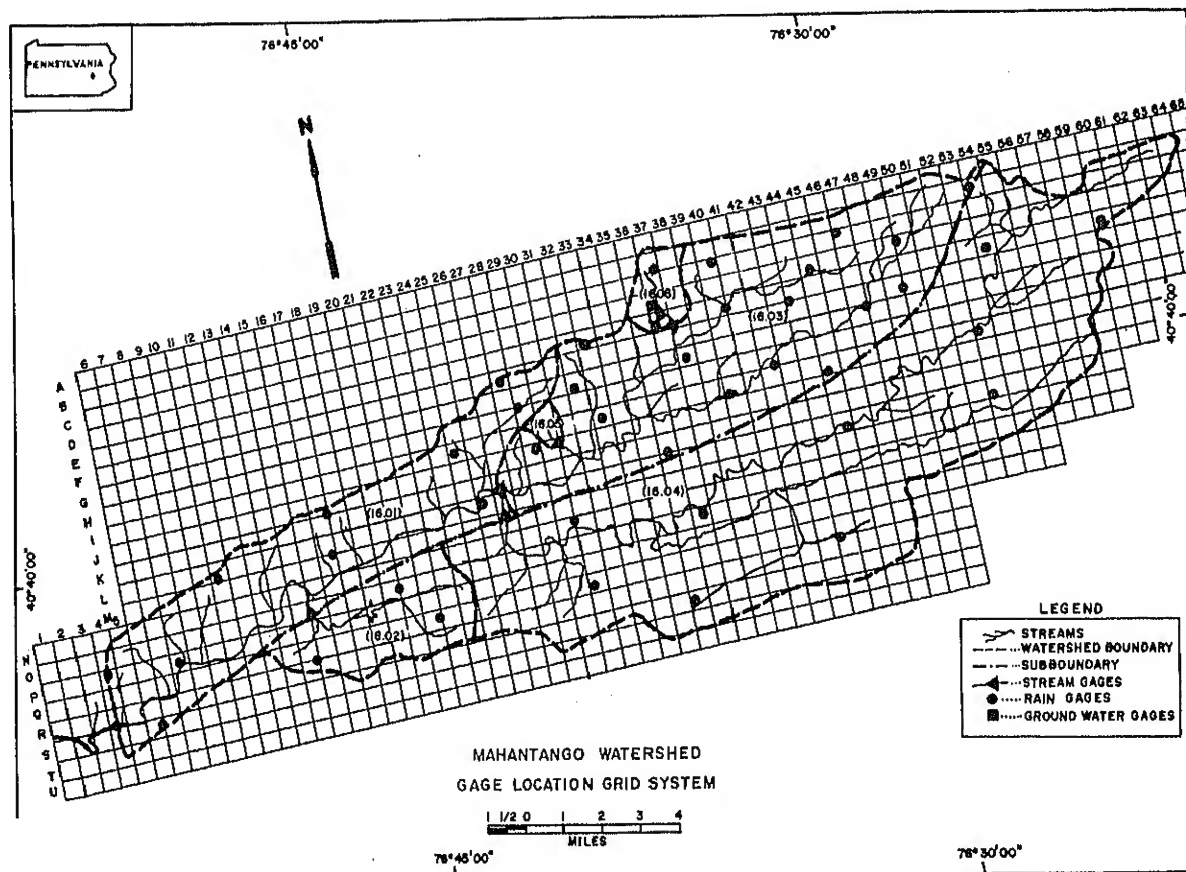 76°45'00"
76°30'00"
PENNSYLVANIA
N
6 7 8 9 10 11 12 13 14 15 16 17 18 19 20 21 22 23 24 25 26 27 28 29 30 31 32 33 34 35 36 37 38 39 40 41 42 43 44 45 46 47 48 49 50 51 52 53 54 55 56 57 58 59 60 61 62 63 64 65
A
B
C
D
E
F
G
H
I
J
K
L
M
1 2 3 4 5
N
O
P
Q
R
S
T
U
(16.06)
(16.03)
(16.05)
(16.04)
(16.01)
(16.02)
40°40'00"
40°40'00"
LEGEND
STREAMS
WATERSHED BOUNDARY
SUBBOUNDARY
STREAM GAGES
RAIN GAGES
GROUND WATER GAGES
MAHANTANGO WATERSHED
GAGE LOCATION GRID SYSTEM
1 1/2 0 1 2 3 4
MILES
76°45'00"
76°30'00"